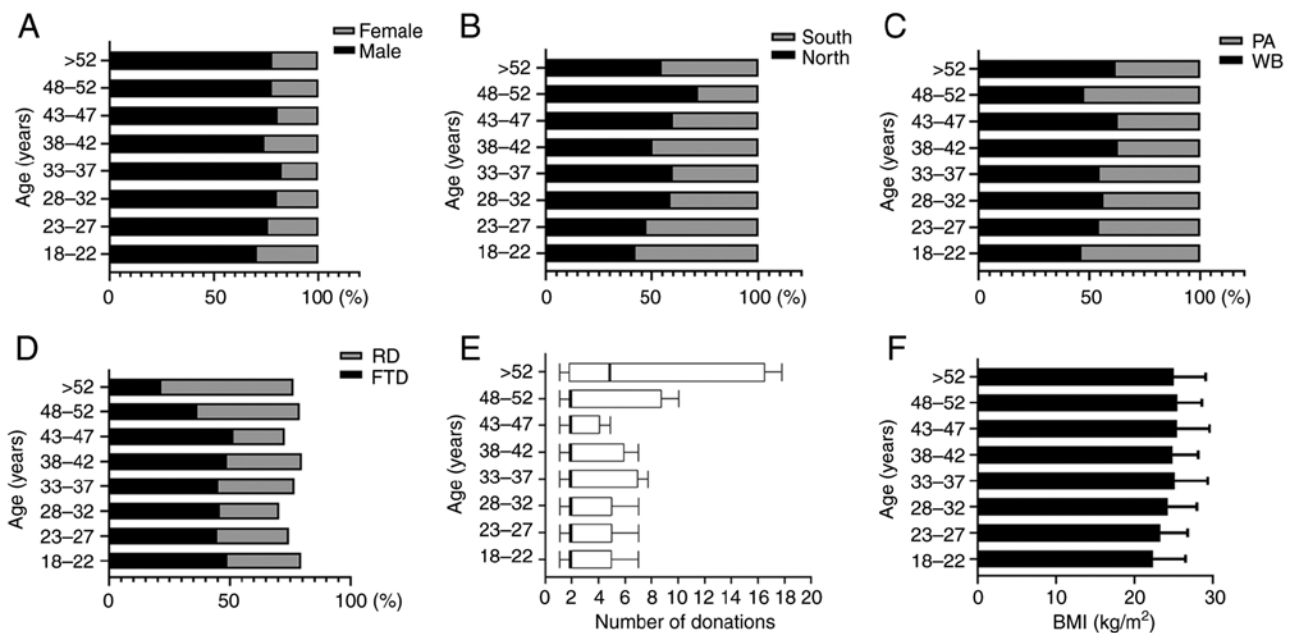 A
Female
Male
Age (years)
>52
48–52
43–47
38–42
33–37
28–32
23–27
18–22
0 50 100 (%)
B
South
North
Age (years)
>52
48–52
43–47
38–42
33–37
28–32
23–27
18–22
0 50 100 (%)
C
PA
WB
Age (years)
>52
48–52
43–47
38–42
33–37
28–32
23–27
18–22
0 50 100 (%)
D
RD
FTD
Age (years)
>52
48–52
43–47
38–42
33–37
28–32
23–27
18–22
0 50 100 (%)
E
Age (years)
>52
48–52
43–47
38–42
33–37
28–32
23–27
18–22
0 2 4 6 8 10 12 14 16 18 20
Number of donations
F
Age (years)
>52
48–52
43–47
38–42
33–37
28–32
23–27
18–22
0 10 20 30
BMI (kg/m²)